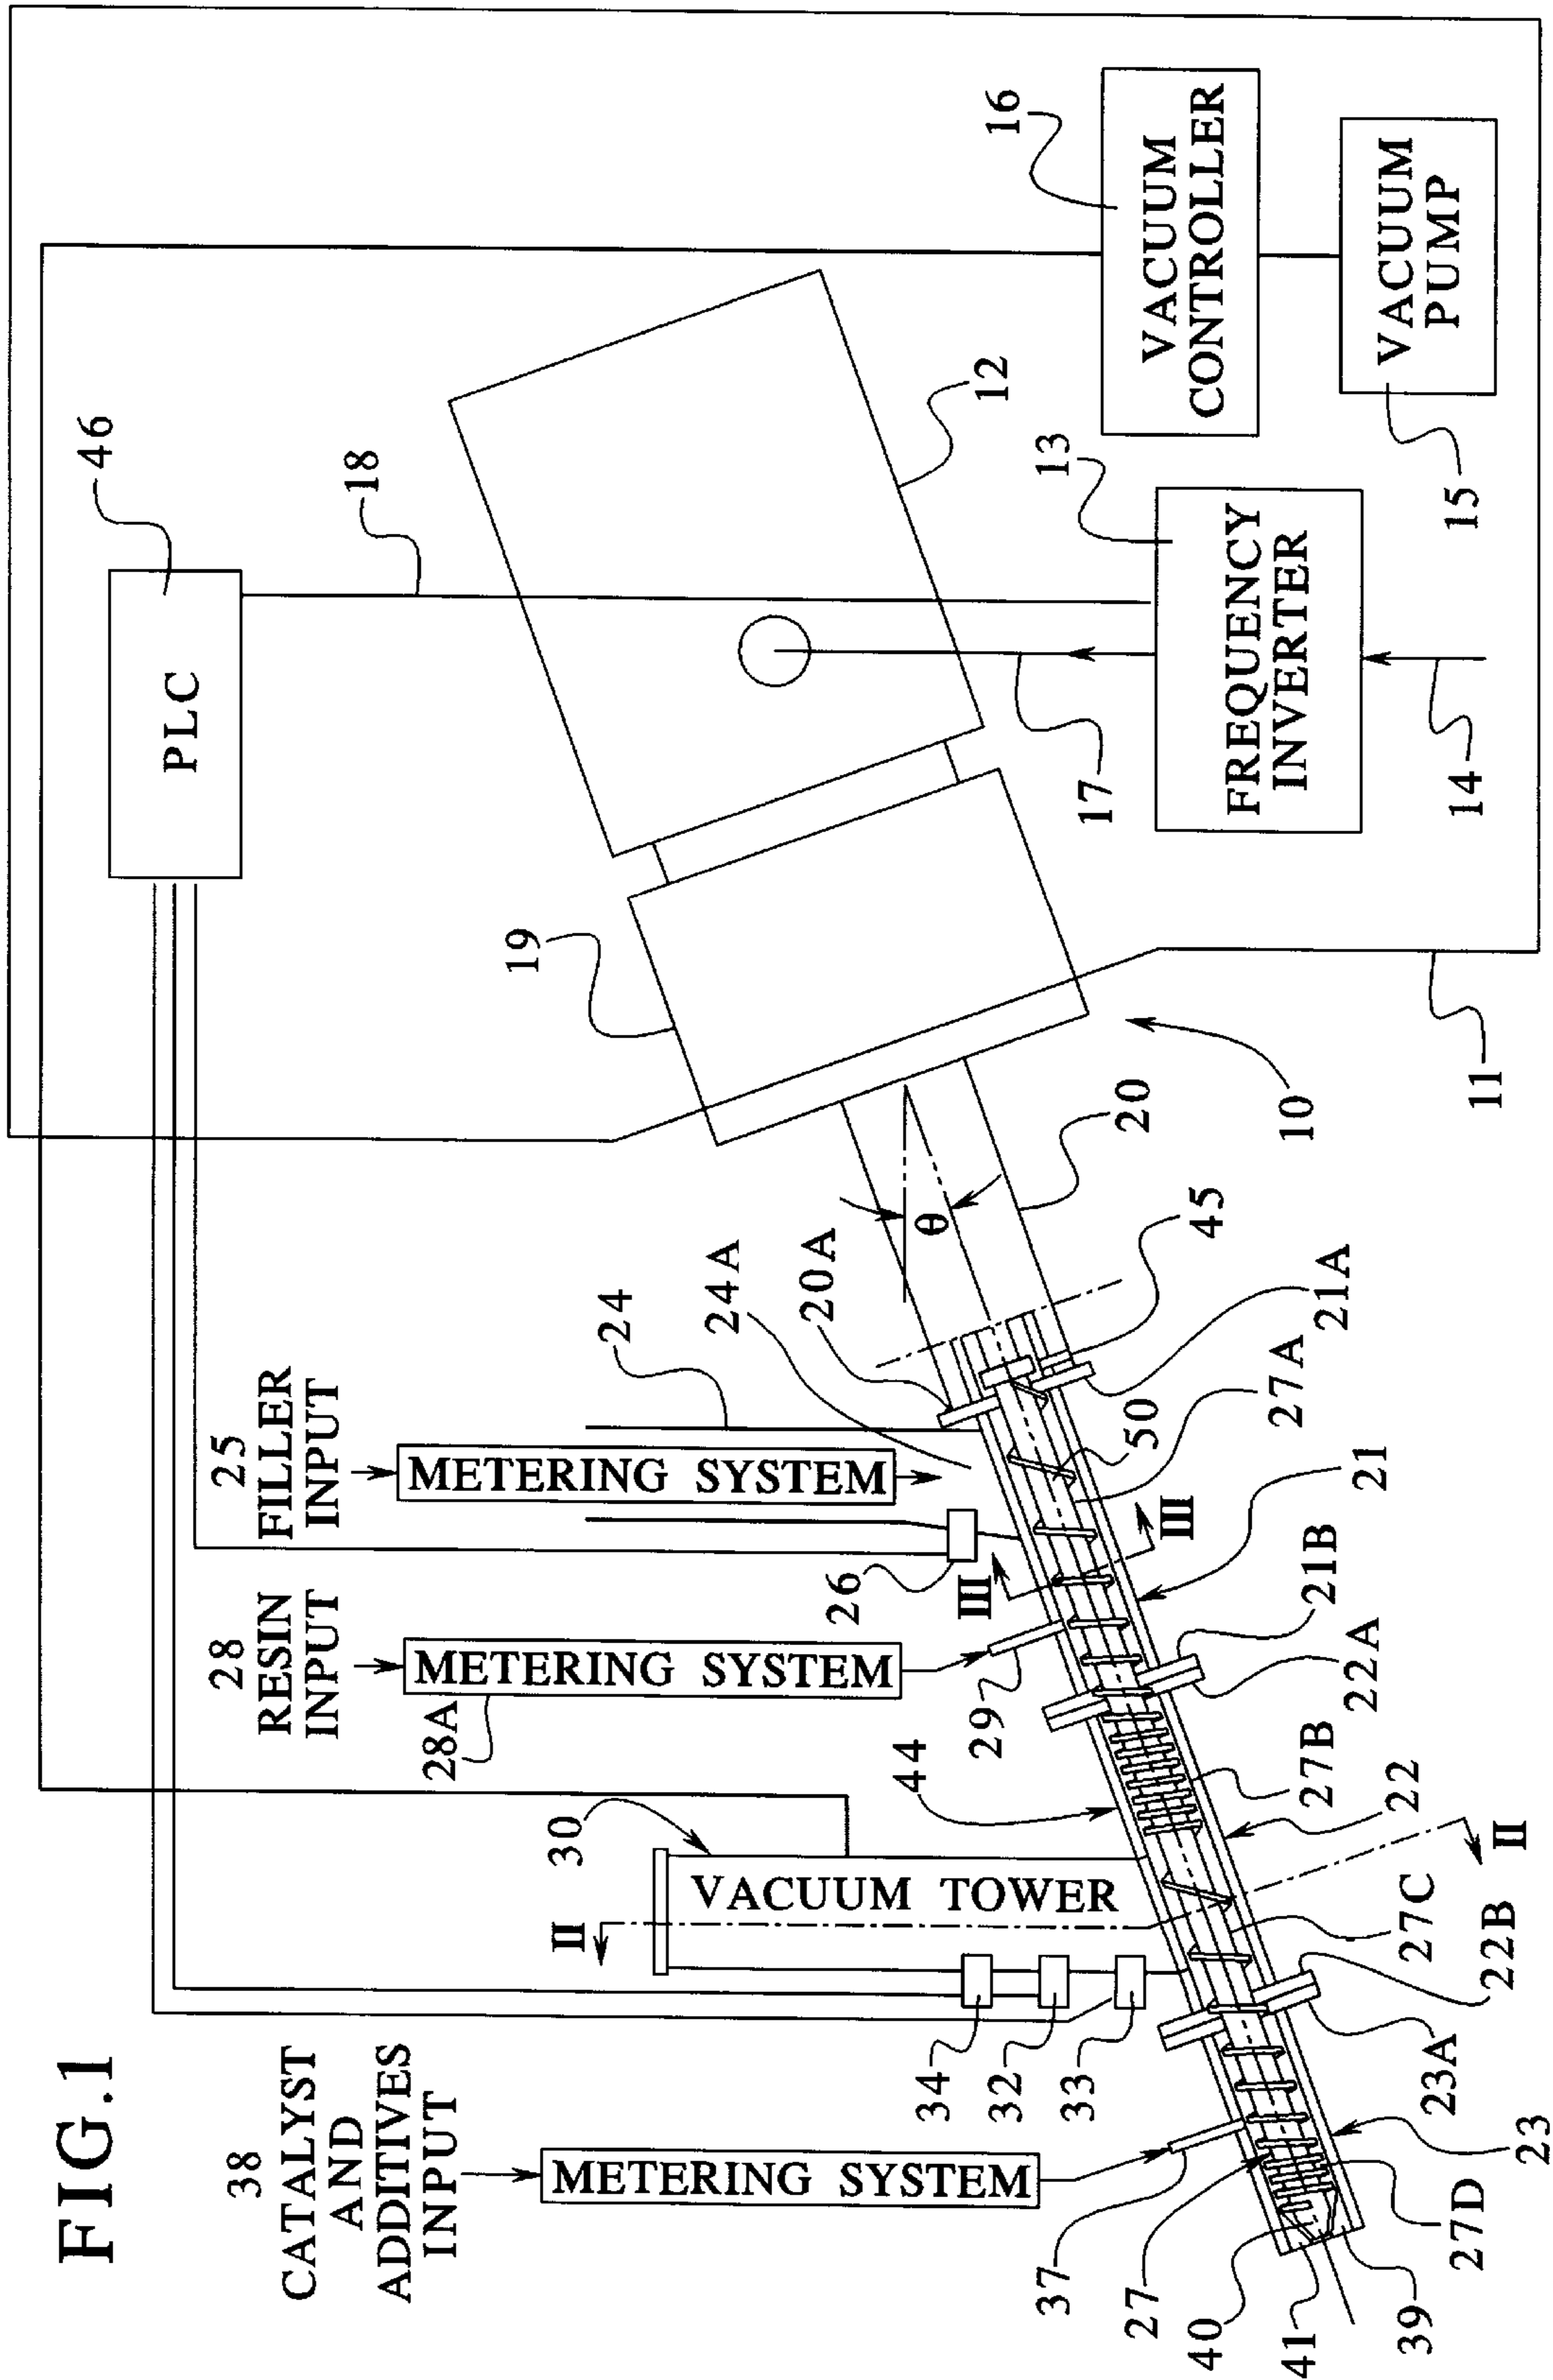 FIG.1
38
CATALYST
AND
ADDITIVES
INPUT
METERING SYSTEM
37
27
40
41
39
27D
23
23A
22B
27C
II
34
32
33
II
VACUUM TOWER
30
44
22
27B
22A
21B
28
RESIN
INPUT
METERING SYSTEM
28A
29
26
III
III
21
25
FILLER
INPUT
METERING SYSTEM
24
24A
20A
50
27A
21A
45
θ
20
10
11
19
PLC
46
18
17
14
FREQUENCY
INVERTER
13
12
16
VACUUM
CONTROLLER
VACUUM
PUMP
15